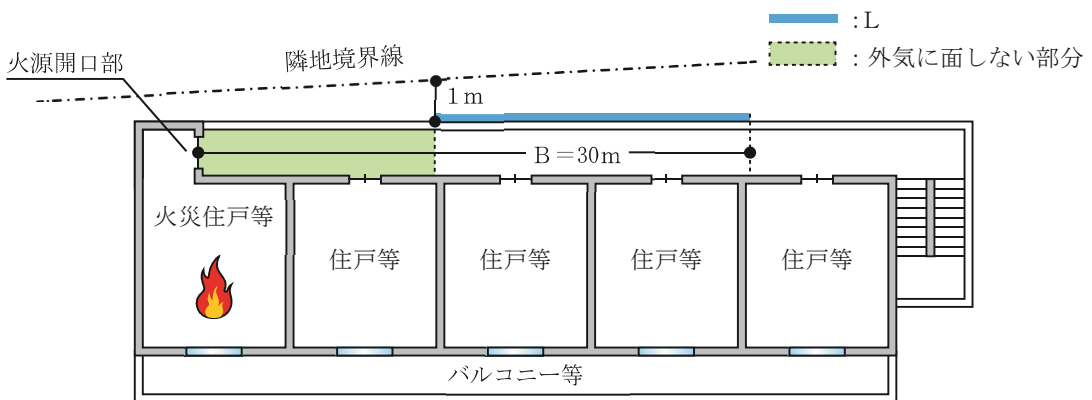 :L
:外気に面しない部分
隣地境界線
火源開口部
1m
B=30m
火災住戸等
住戸等
住戸等
住戸等
住戸等
バルコニー等